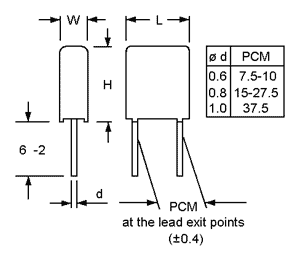 W
L
H
6 -2
d
PCM
at the lead exit points
(±0.4)
ø d PCM
0.6 7.5-10
0.8 15-27.5
1.0 37.5